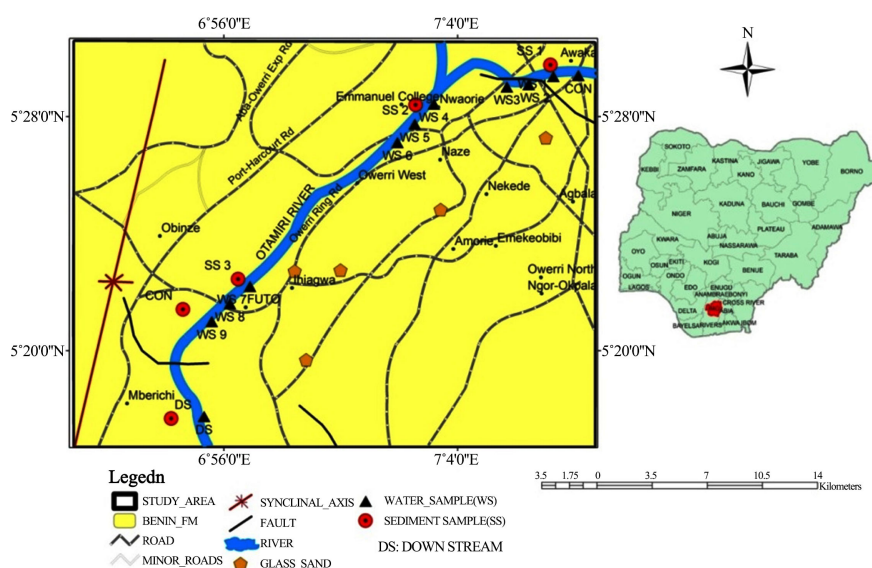 6°56'0"E
7°4'0"E
N
SS 1
Awaka
Aba-Owerri Exp Rd
Emmanuel College
Nwaorie
WS3
WS
CON
5°28'0"N
5°28'0"N
SS 2
WS 4
WS 5
WS 6
Naze
Port-Harcourt Rd
Owerri West
Nekede
Agbala
OTAMIRI RIVER
Owerri Ring Rd
Obinze
Amorie
Emekeobibi
SS 3
Ihiagwa
Owerri North
Ngor-Okpala
CON
WS 7
FUTO
WS 8
WS 9
5°20'0"N
5°20'0"N
Mberichi
DS
DS
6°56'0"E
7°4'0"E
SOKOTO
KEBBI
ZAMFARA
KASTINA
KANO
JIGAWA
YOBE
BORNO
KADUNA
BAUCHI
GOMBE
NIGER
ADAMAWA
PLATEAU
ABUJA
NASSARAWA
KWARA
TARABA
OYO
EKITI
KOGI
OSUN
BENUE
OGUN
ONDO
LAGOS
EDO
ENUGU
ANAMBRA
EBONYI
CROSS RIVER
DELTA
ABIA
BAYELSA
RIVERS
AKWA IBOM
3.5 1.75 0 3.5 7 10.5 14
Kilometers
Legedn
STUDY_AREA
SYNCLINAL_AXIS
WATER_SAMPLE(WS)
BENIN_FM
FAULT
SEDIMENT SAMPLE(SS)
ROAD
RIVER
DS: DOWN STREAM
MINOR_ROADS
GLASS_SAND